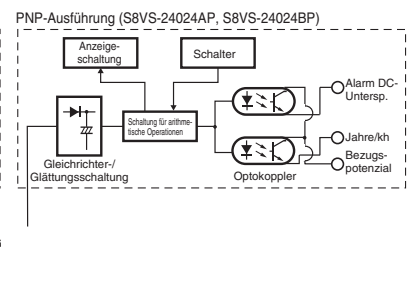 PNP-Ausführung (S8VS-24024AP, S8VS-24024BP)
Anzeige-
schaltung
Schalter
Alarm DC-
Untersp.
Schaltung für arithme-
tische Operationen
Jahre/kh
Bezugs-
potenzial
Gleichrichter-/
Glättungsschaltung
Optokoppler